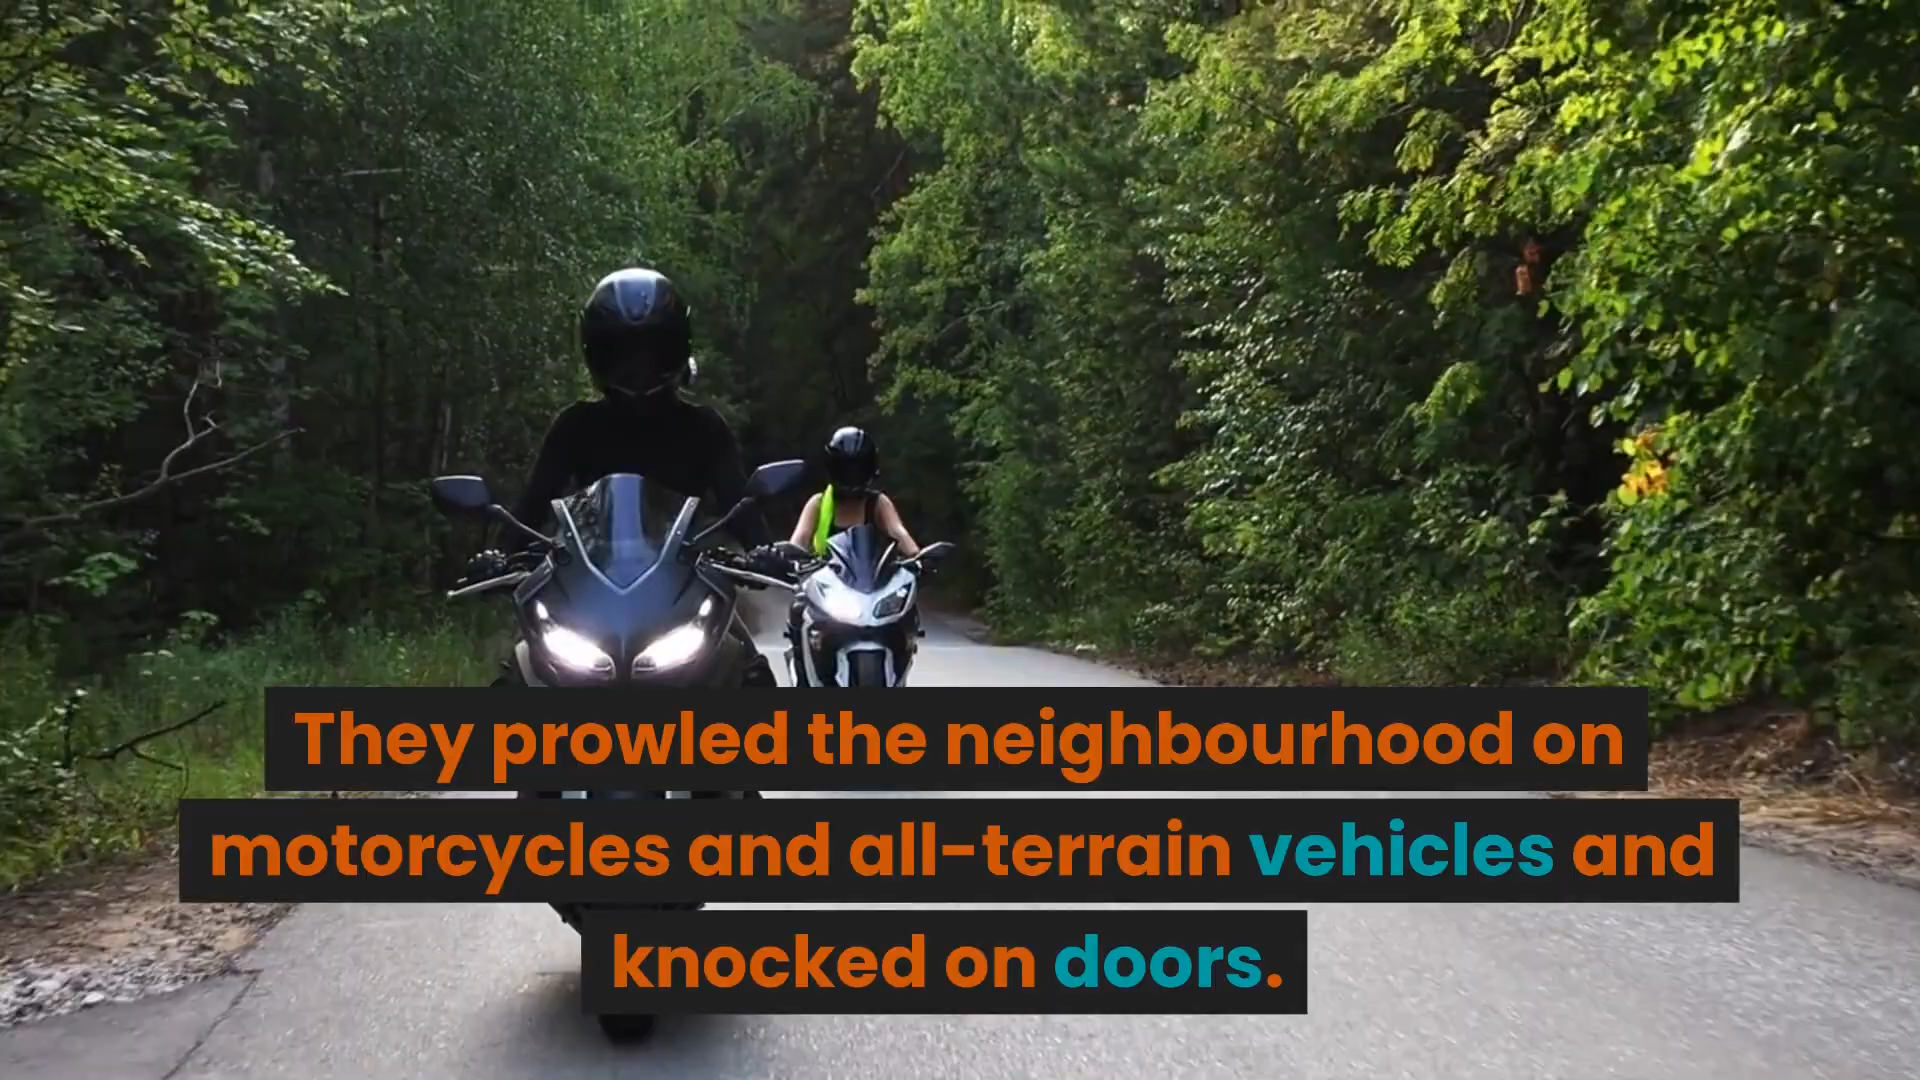 They prowled the neighbourhood on
motorcycles and all-terrain vehicles and
knocked on doors.